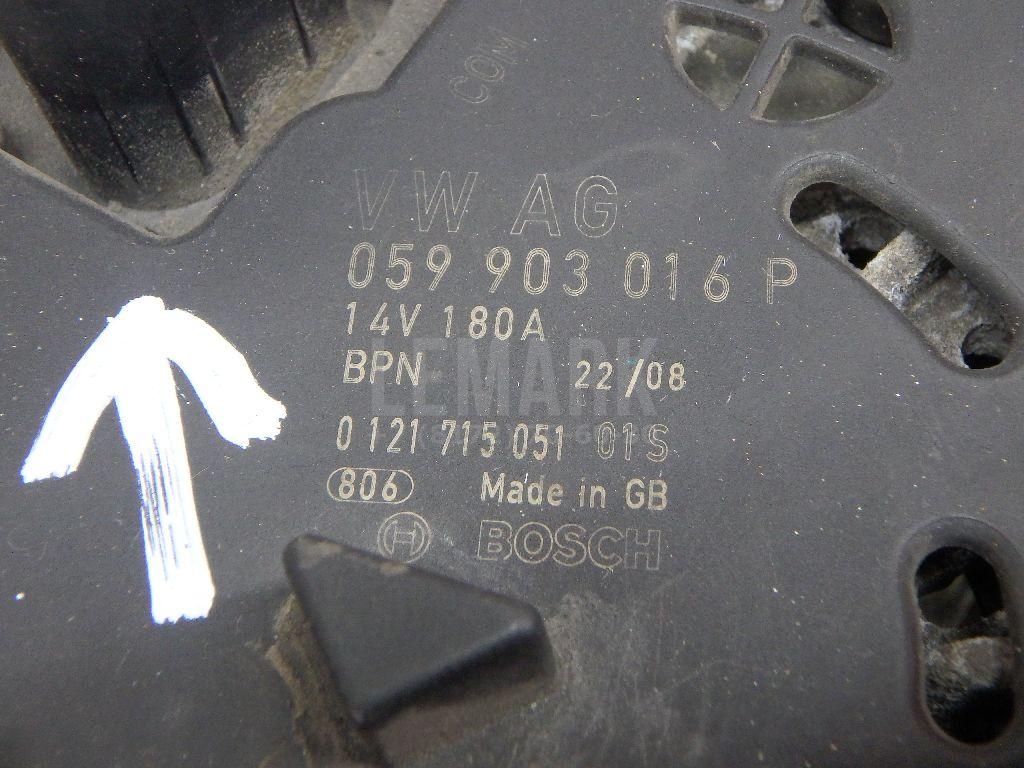 COM
VW AG
059 903 016 P
14V 180A
BPN 22/08
LEMARK
0 121 715 051 01S
806 Made in GB
BOSCH